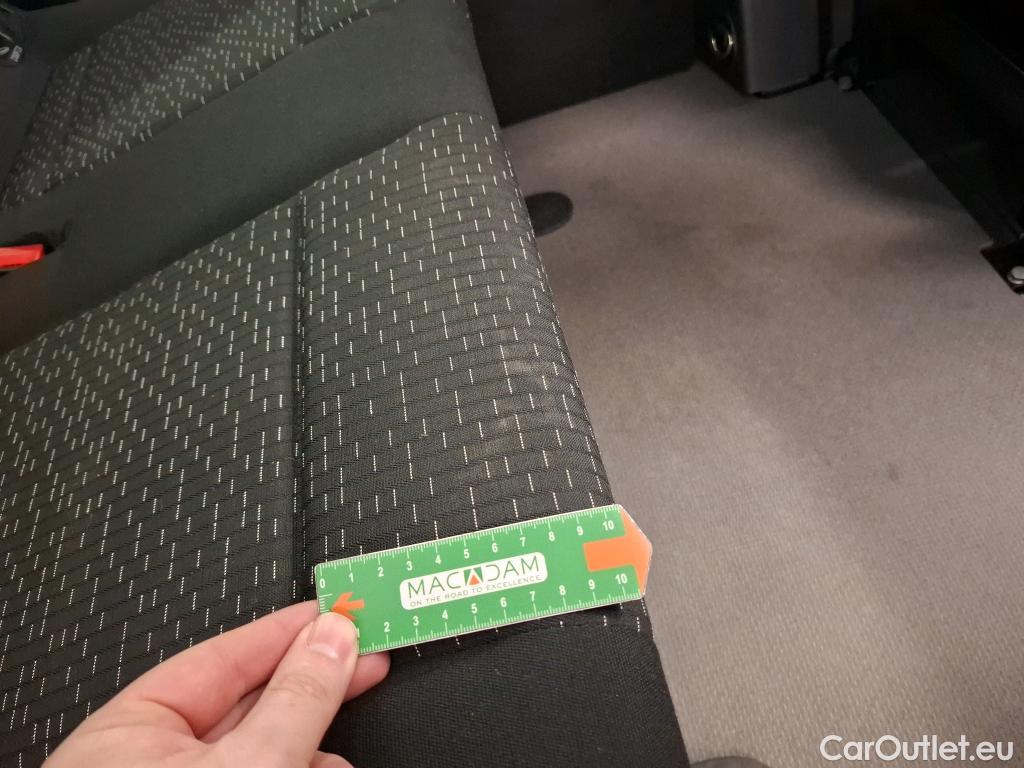 0 1 2 3 4 5 6 7 8 9 10
MACADAM
ON THE ROAD TO EXCELLENCE
2 3 4 5 6 7 8 9 10
CarOutlet.eu